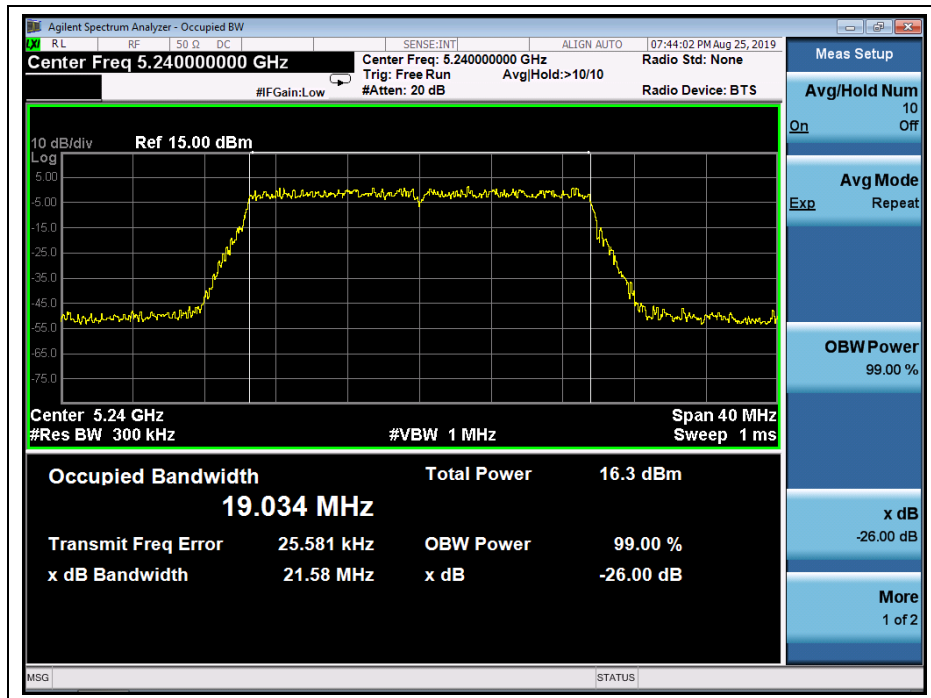 Agilent Spectrum Analyzer - Occupied BW
LXI RL RF 50 Ω DC SENSE:INT ALIGN AUTO 07:44:02 PM Aug 25, 2019
Center Freq 5.240000000 GHz Center Freq: 5.240000000 GHz Radio Std: None
Trig: Free Run Avg|Hold:>10/10
#IFGain:Low #Atten: 20 dB Radio Device: BTS
10 dB/div Ref 15.00 dBm
Log
5.00
-5.00
-15.0
-25.0
-35.0
-45.0
-55.0
-65.0
-75.0
Center 5.24 GHz Span 40 MHz
#Res BW 300 kHz #VBW 1 MHz Sweep 1 ms
Occupied Bandwidth Total Power 16.3 dBm
19.034 MHz
Transmit Freq Error 25.581 kHz OBW Power 99.00 %
x dB Bandwidth 21.58 MHz x dB -26.00 dB
MSG STATUS
Meas Setup
Avg/Hold Num
10
On Off
Avg Mode
Exp Repeat
OBW Power
99.00 %
x dB
-26.00 dB
More
1 of 2